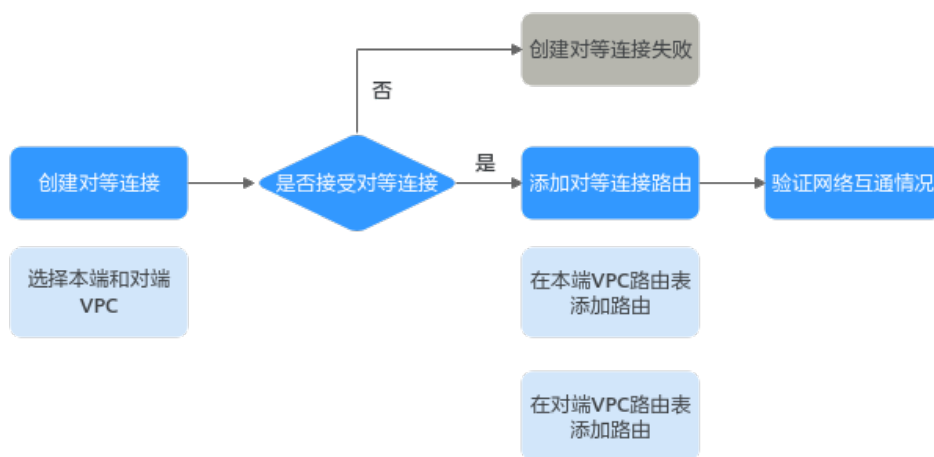 创建对等连接失败
否
创建对等连接
是否接受对等连接
是
添加对等连接路由
验证网络互通情况
选择本端和对端
VPC
在本端VPC路由表
添加路由
在对端VPC路由表
添加路由